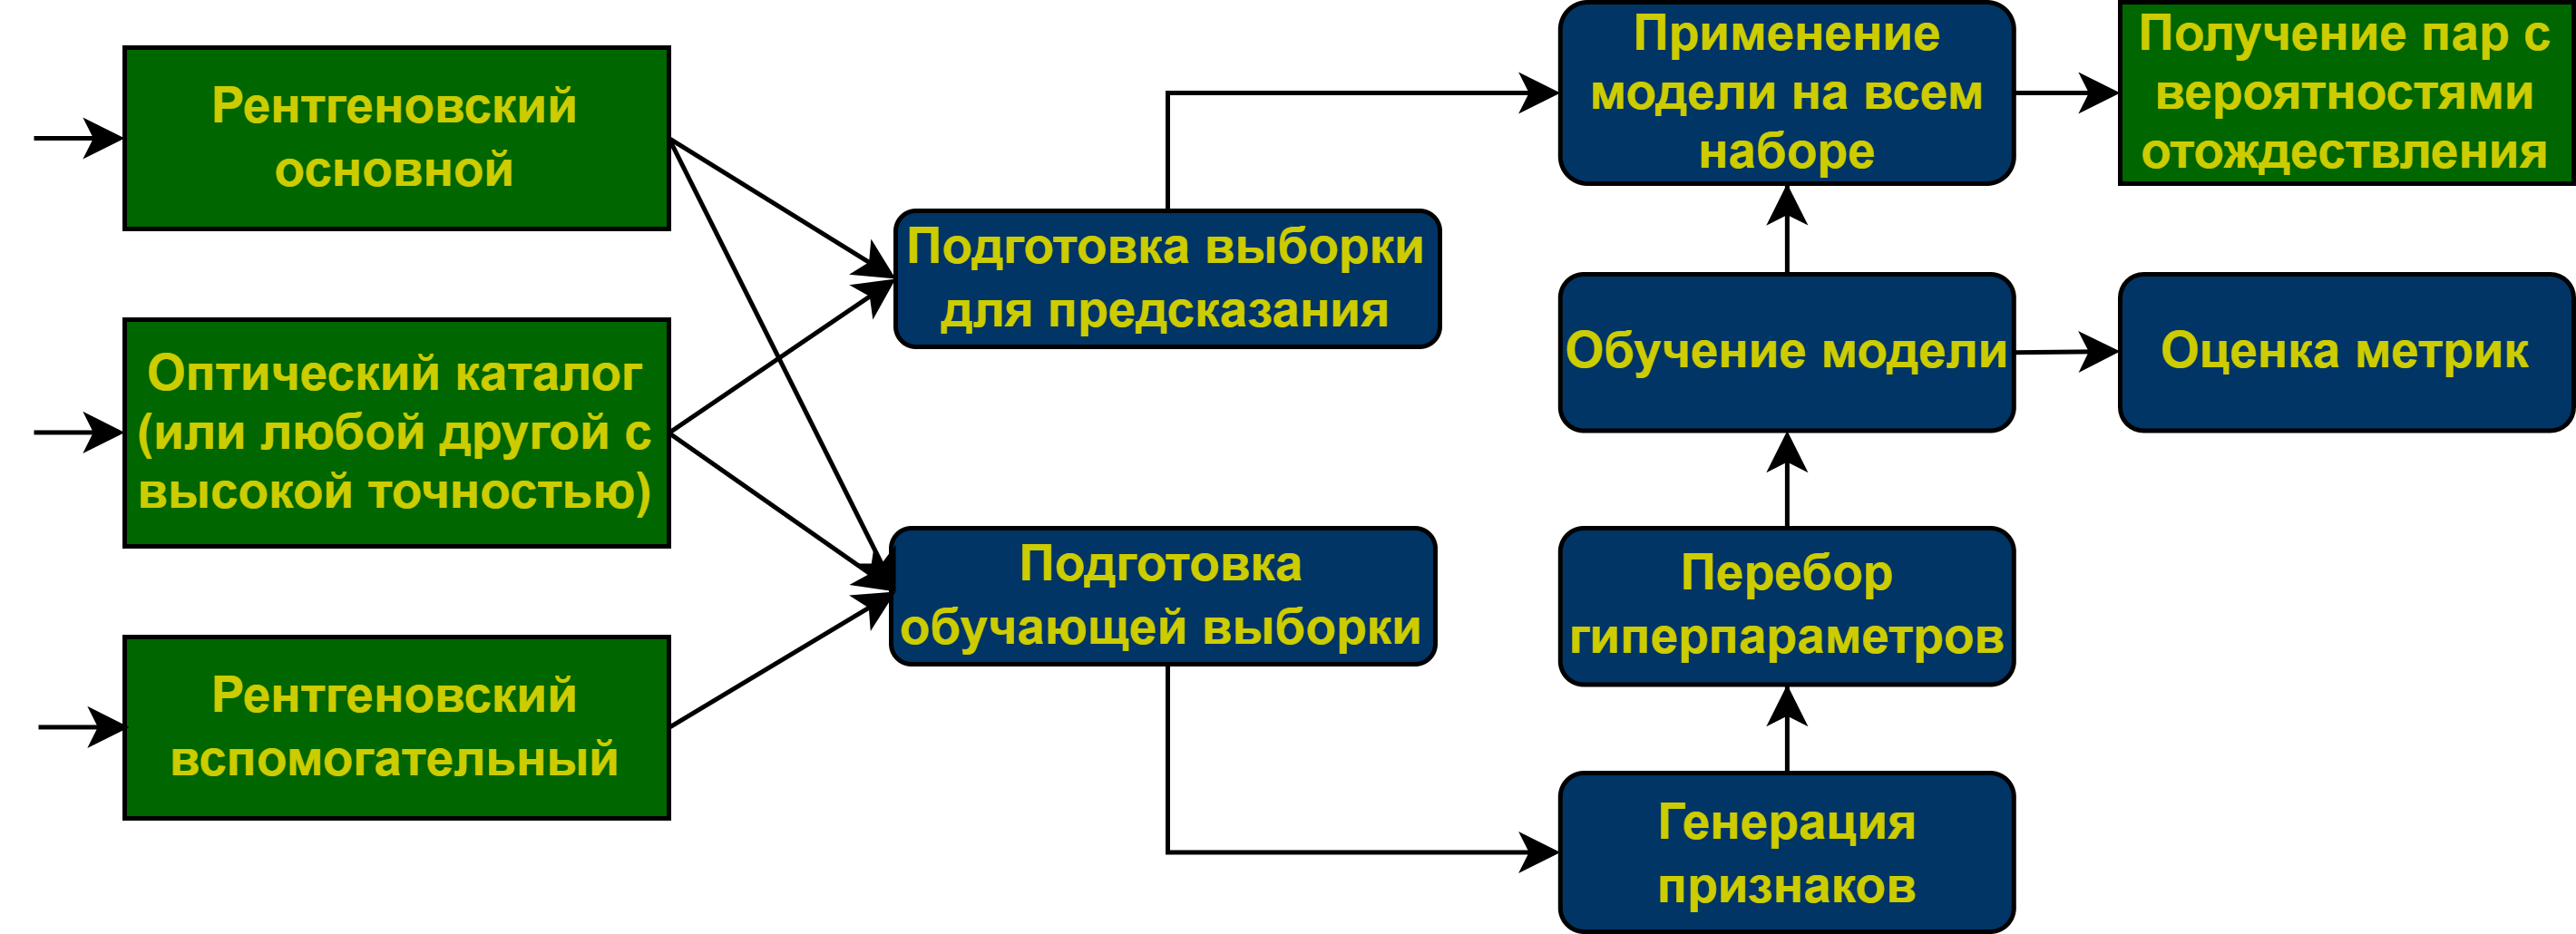 Рентгеновский
основной
Оптический каталог
(или любой другой с
высокой точностью)
Рентгеновский
вспомогательный
Подготовка выборки
для предсказания
Подготовка
обучающей выборки
Применение
модели на всем
наборе
Обучение модели
Перебор
гиперпараметров
Генерация
признаков
Получение пар с
вероятностями
отождествления
Оценка метрик